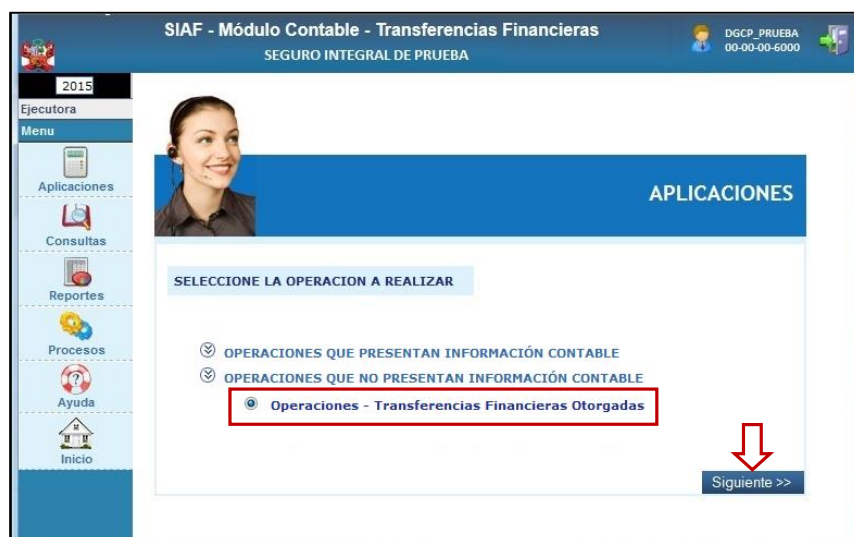 SIAF - Módulo Contable - Transferencias Financieras
SEGURO INTEGRAL DE PRUEBA
DGCP_PRUEBA
00-00-00-6000
2015
Ejecutora
Menu
Aplicaciones
Consultas
Reportes
Procesos
Ayuda
Inicio
APLICACIONES
SELECCIONE LA OPERACION A REALIZAR
OPERACIONES QUE PRESENTAN INFORMACIÓN CONTABLE
OPERACIONES QUE NO PRESENTAN INFORMACIÓN CONTABLE
Operaciones - Transferencias Financieras Otorgadas
Siguiente >>